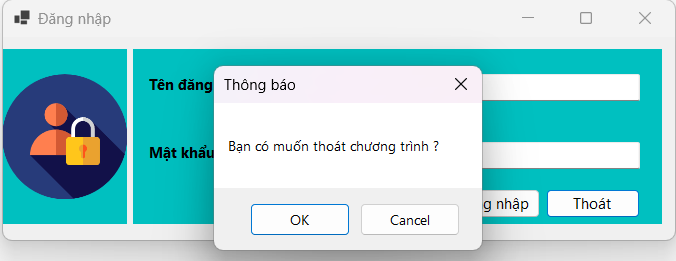 Đăng nhập
Thông báo
Tên đăng
Bạn có muốn thoát chương trình ?
Mật khẩu
nhập
Thoát
OK
Cancel